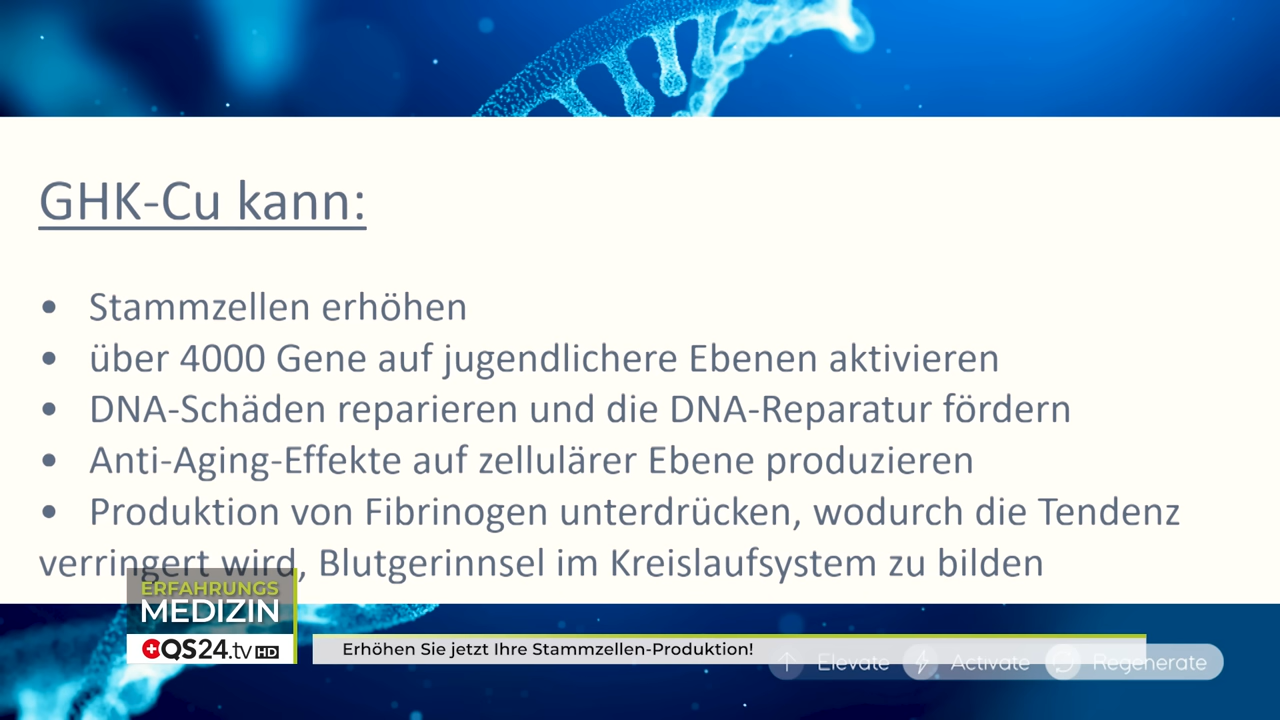 GHK-Cu kann:
• Stammzellen erhöhen
• über 4000 Gene auf jugendlichere Ebenen aktivieren
• DNA-Schäden reparieren und die DNA-Reparatur fördern
• Anti-Aging-Effekte auf zellulärer Ebene produzieren
• Produktion von Fibrinogen unterdrücken, wodurch die Tendenz
verringert wird, Blutgerinnsel im Kreislaufsystem zu bilden
ERFAHRUNGS
MEDIZIN
QS24.tv HD
Erhöhen Sie jetzt Ihre Stammzellen-Produktion!
Elevate Activate Regenerate